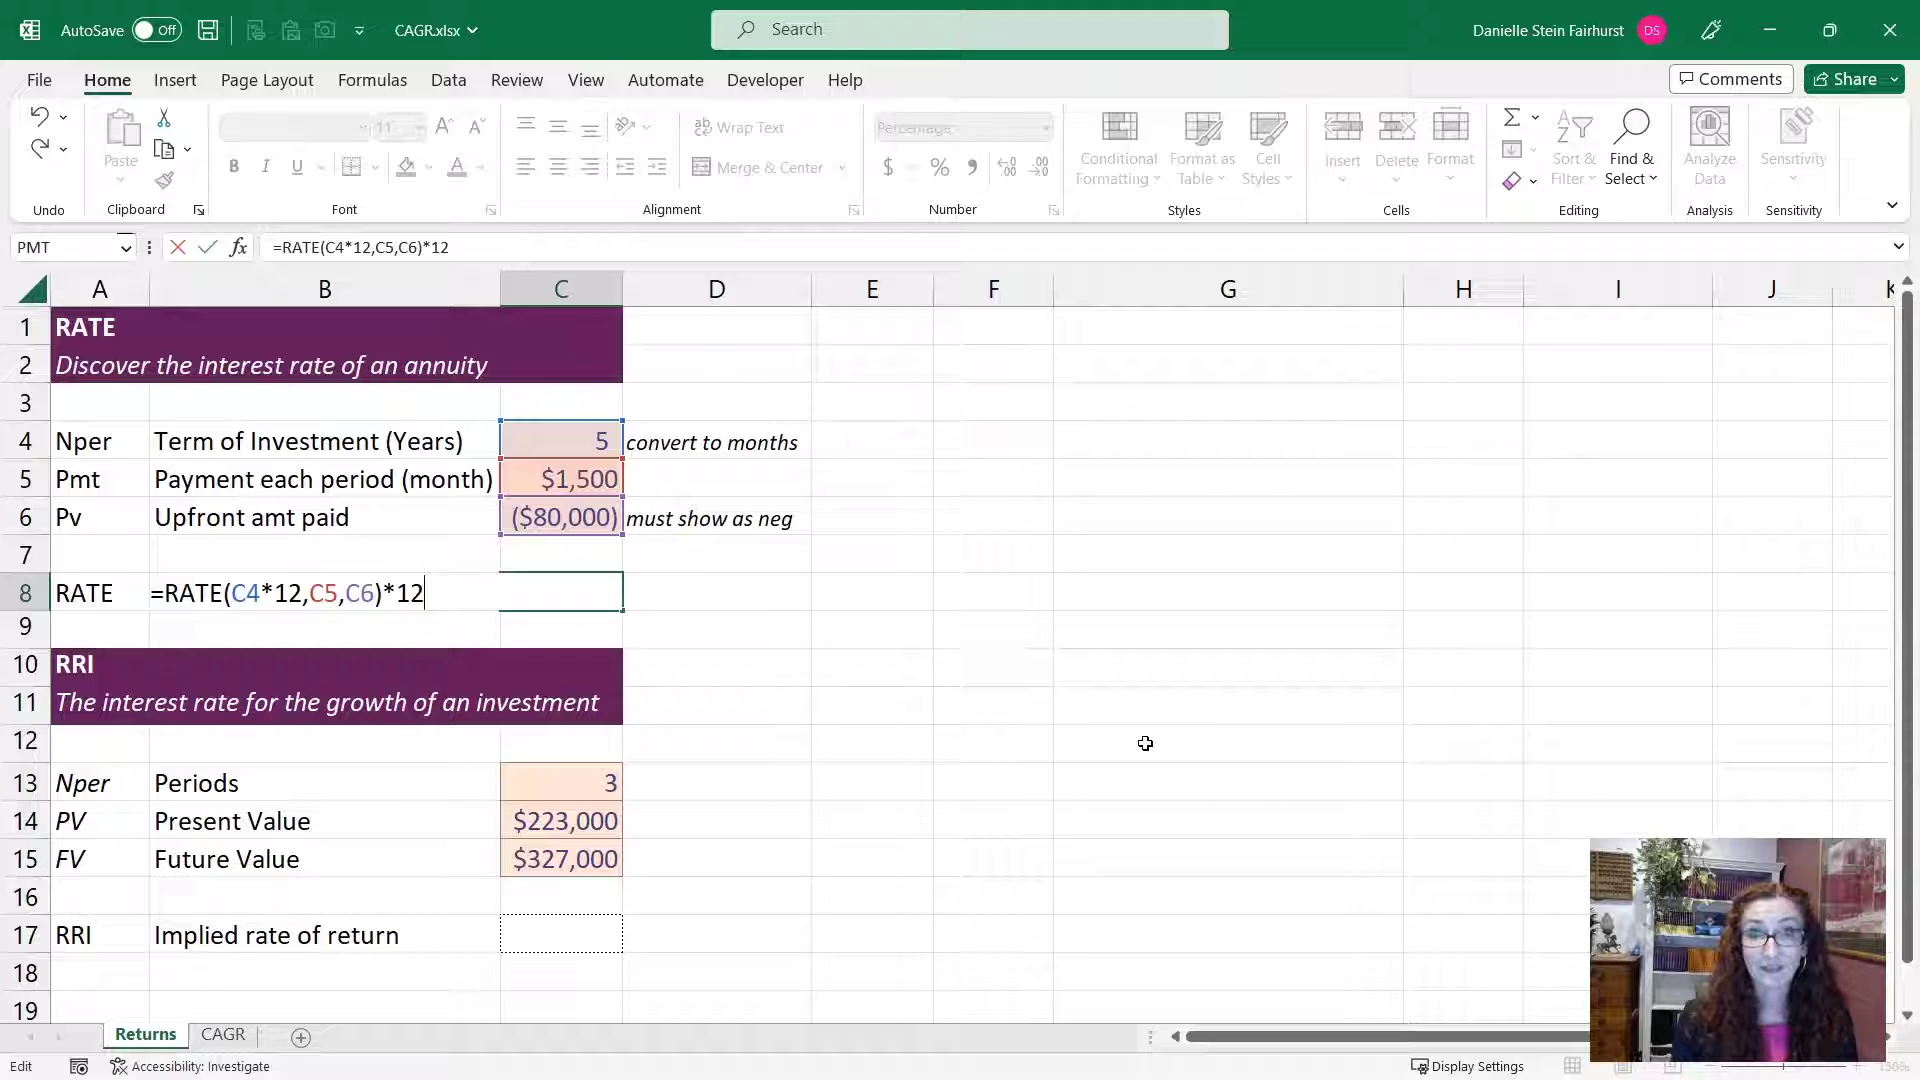 AutoSave Off CAGR.xlsx Search Danielle Stein Fairhurst DS
File Home Insert Page Layout Formulas Data Review View Automate Developer Help Comments Share
Paste 11 Wrap Text Merge & Center Percentage Conditional Formatting Format as Table Cell Styles Insert Delete Format Sort & Filter Find & Select Analyze Data Sensitivity
Undo Clipboard Font Alignment Number Styles Cells Editing Analysis Sensitivity
PMT fx =RATE(C4*12,C5,C6)*12
A B C D E F G H I J K
1 RATE
2 Discover the interest rate of an annuity
3
4 Nper Term of Investment (Years) 5 convert to months
5 Pmt Payment each period (month) $1,500
6 Pv Upfront amt paid ($80,000) must show as neg
7
8 RATE =RATE(C4*12,C5,C6)*12
9
10 RRI
11 The interest rate for the growth of an investment
12
13 Nper Periods 3
14 PV Present Value $223,000
15 FV Future Value $327,000
16
17 RRI Implied rate of return
18
19
Returns CAGR
Edit Accessibility: Investigate Display Settings 150%